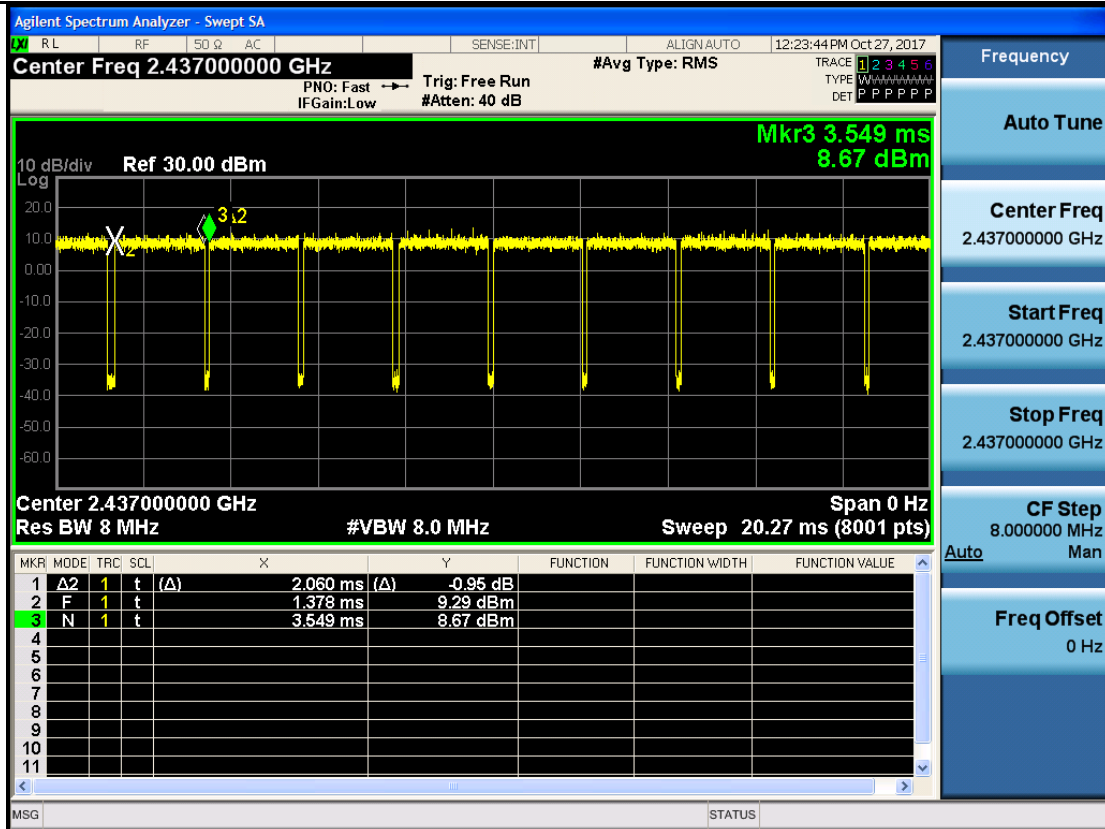 Agilent Spectrum Analyzer - Swept SA
LXI RL RF 50 Ω AC SENSE:INT ALIGN AUTO 12:23:44 PM Oct 27, 2017
Center Freq 2.437000000 GHz #Avg Type: RMS TRACE 1 2 3 4 5 6
PNO: Fast Trig: Free Run TYPE WWWWWW
IFGain:Low #Atten: 40 dB DET P P P P P P
Mkr3 3.549 ms
8.67 dBm
10 dB/div Ref 30.00 dBm
Log
20.0
10.0
0.00
-10.0
-20.0
-30.0
-40.0
-50.0
-60.0
2
3 2
Center 2.437000000 GHz Span 0 Hz
Res BW 8 MHz #VBW 8.0 MHz Sweep 20.27 ms (8001 pts)
MKR MODE TRC SCL X Y FUNCTION FUNCTION WIDTH FUNCTION VALUE
1 Δ2 1 t (Δ) 2.060 ms (Δ) -0.95 dB
2 F 1 t 1.378 ms 9.29 dBm
3 N 1 t 3.549 ms 8.67 dBm
4
5
6
7
8
9
10
11
MSG STATUS
Frequency
Auto Tune
Center Freq
2.437000000 GHz
Start Freq
2.437000000 GHz
Stop Freq
2.437000000 GHz
CF Step
8.000000 MHz
Auto Man
Freq Offset
0 Hz